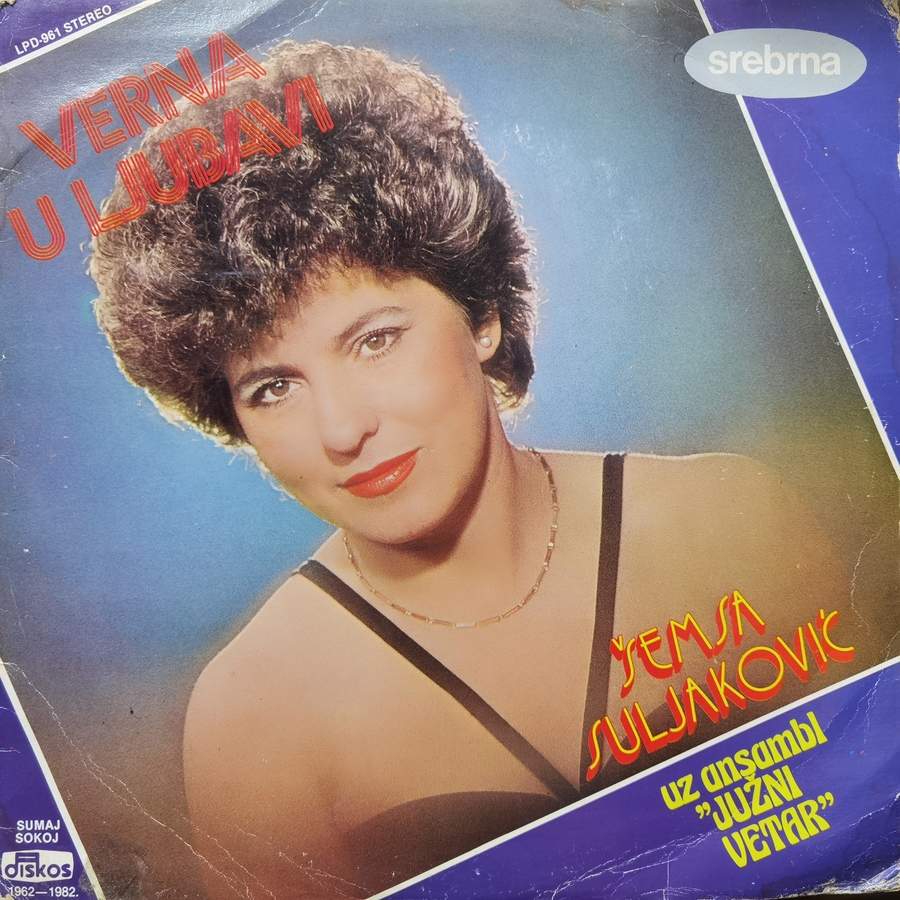 LPD-961 STEREO
VERNA
U LJUBAVI
srebrna
ŠEMSA
SULJAKOVIĆ
uz ansambl
"JUŽNI
VETAR"
SUMAJ
SOKOJ
diskos
1962—1982.